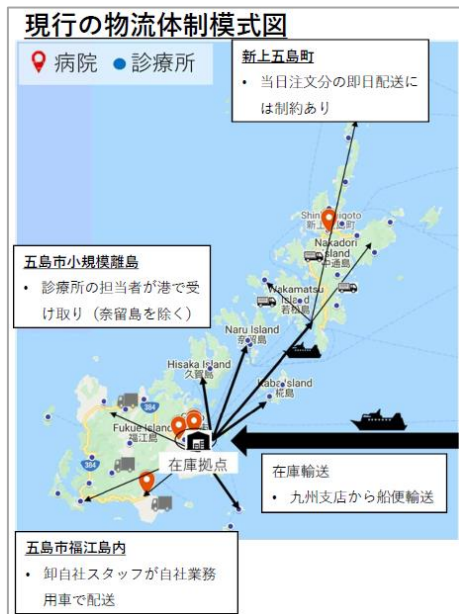 現行の物流体制模式図
病院 診療所
新上五島町
• 当日注文分の即日配送に
は制約あり
Nakadori
Island
中通島
五島市小規模離島
• 診療所の担当者が港で受
け取り（奈留島を除く）
Wakamatsu
Island
若松島
Naru Island
奈留島
Hisaka Island
久賀島
Kaba Island
椛島
384
Fukue Island
福江島
384
在庫拠点
在庫輸送
• 九州支店から船便輸送
五島市福江島内
• 卸自社スタッフが自社業務
用車で配送